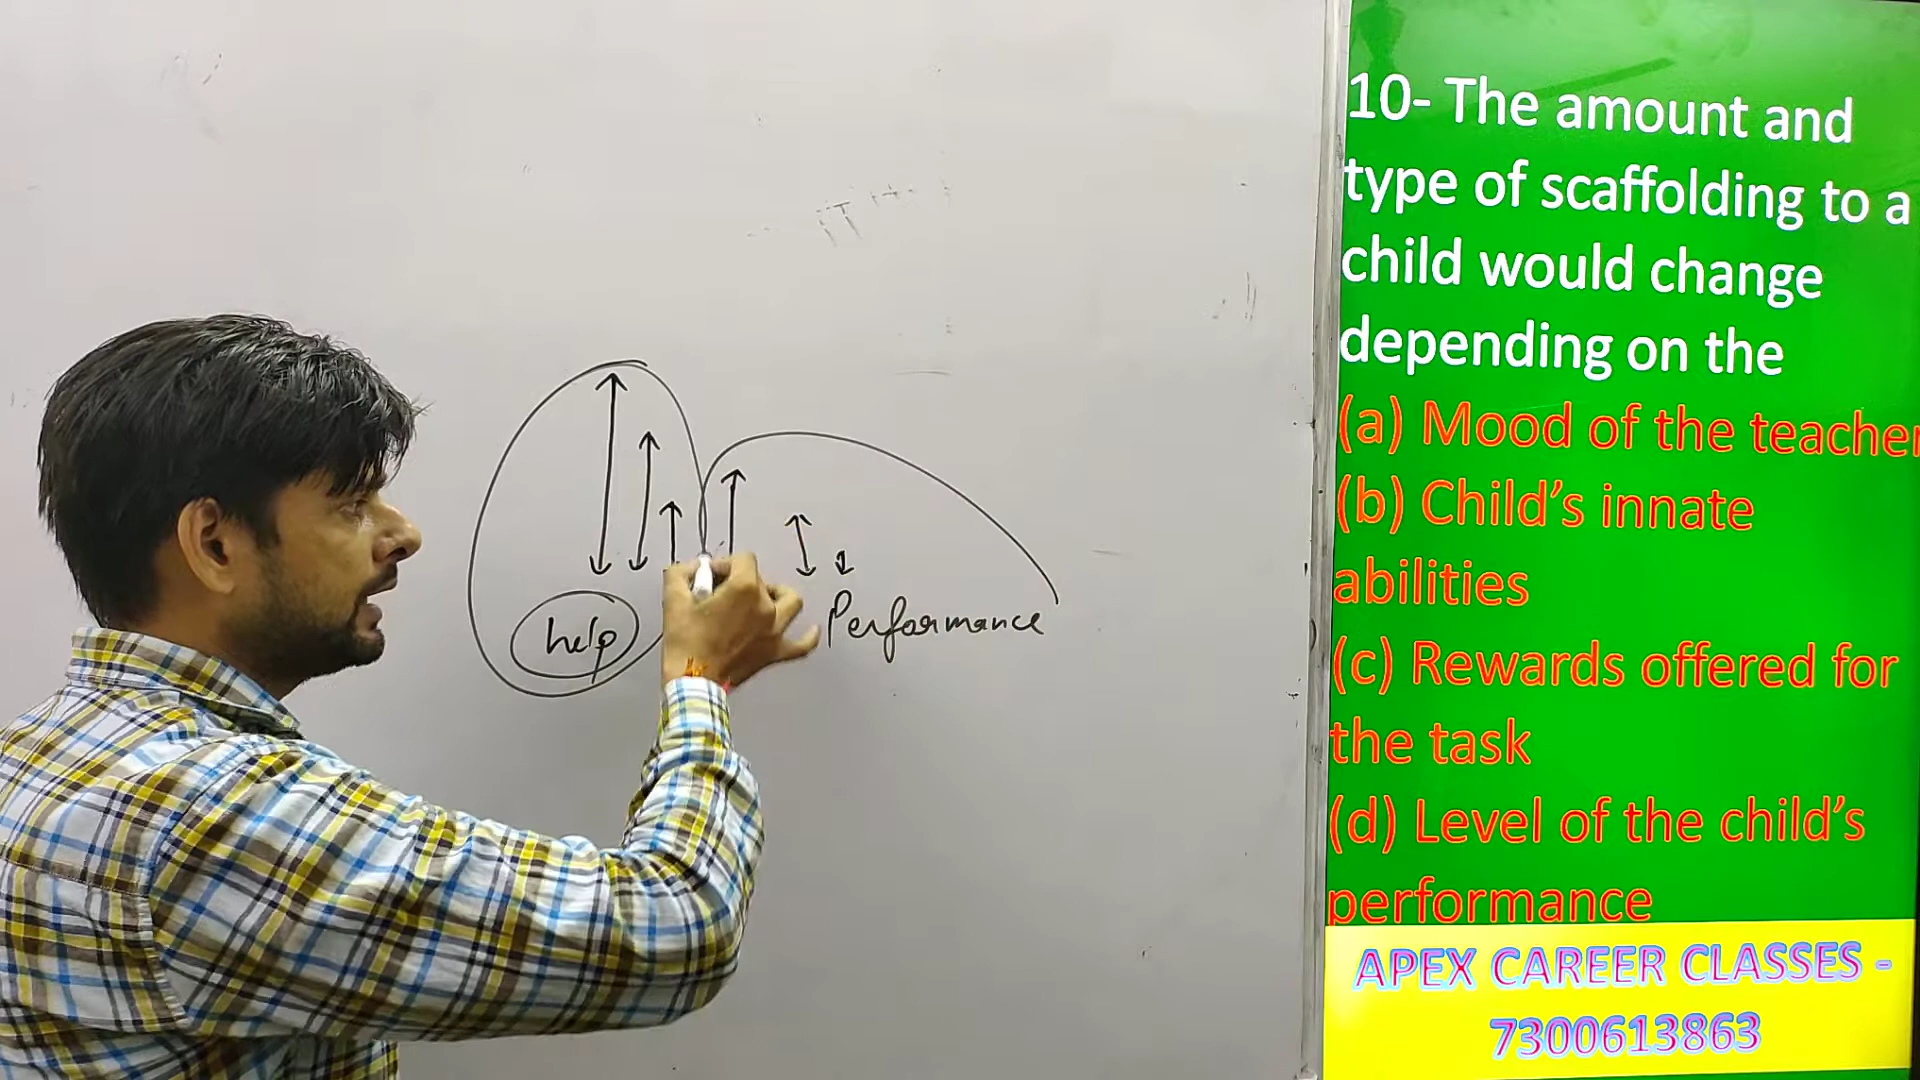 help
Performance
10- The amount and
type of scaffolding to a
child would change
depending on the
(a) Mood of the teacher
(b) Child's innate
abilities
(c) Rewards offered for
the task
(d) Level of the child's
performance
APEX CAREER CLASSES -
7300613863